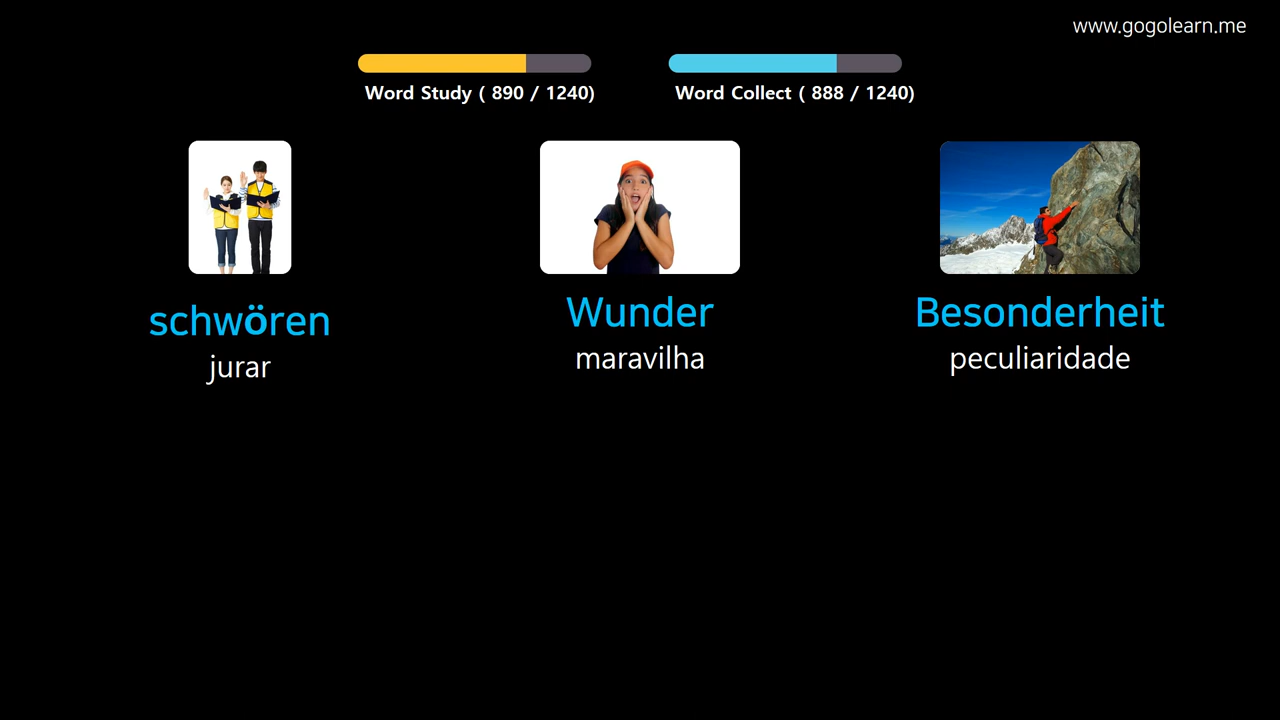 www.gogolearn.me
Word Study ( 890 / 1240)
Word Collect ( 888 / 1240)
schwören
jurar
Wunder
maravilha
Besonderheit
peculiaridade